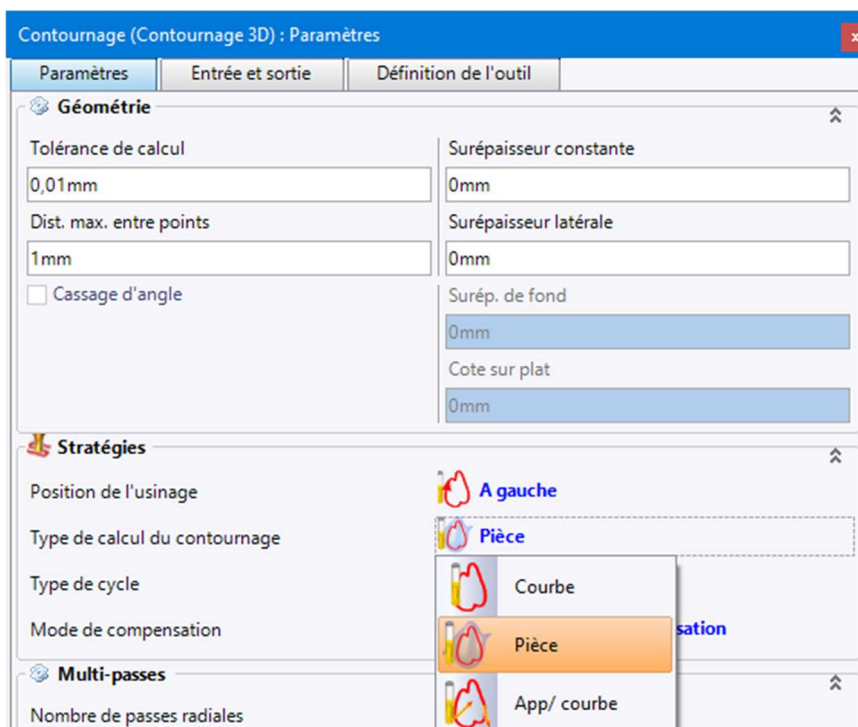 Contournage (Contournage 3D) : Paramètres
Paramètres Entrée et sortie Définition de l'outil
Géométrie
Tolérance de calcul Surépaisseur constante
0,01mm 0mm
Dist. max. entre points Surépaisseur latérale
1mm 0mm
Cassage d'angle Surép. de fond
0mm
Cote sur plat
0mm
Stratégies
Position de l'usinage A gauche
Type de calcul du contournage Pièce
Type de cycle Courbe
Mode de compensation sation
Pièce
Multi-passes
App/ courbe
Nombre de passes radiales